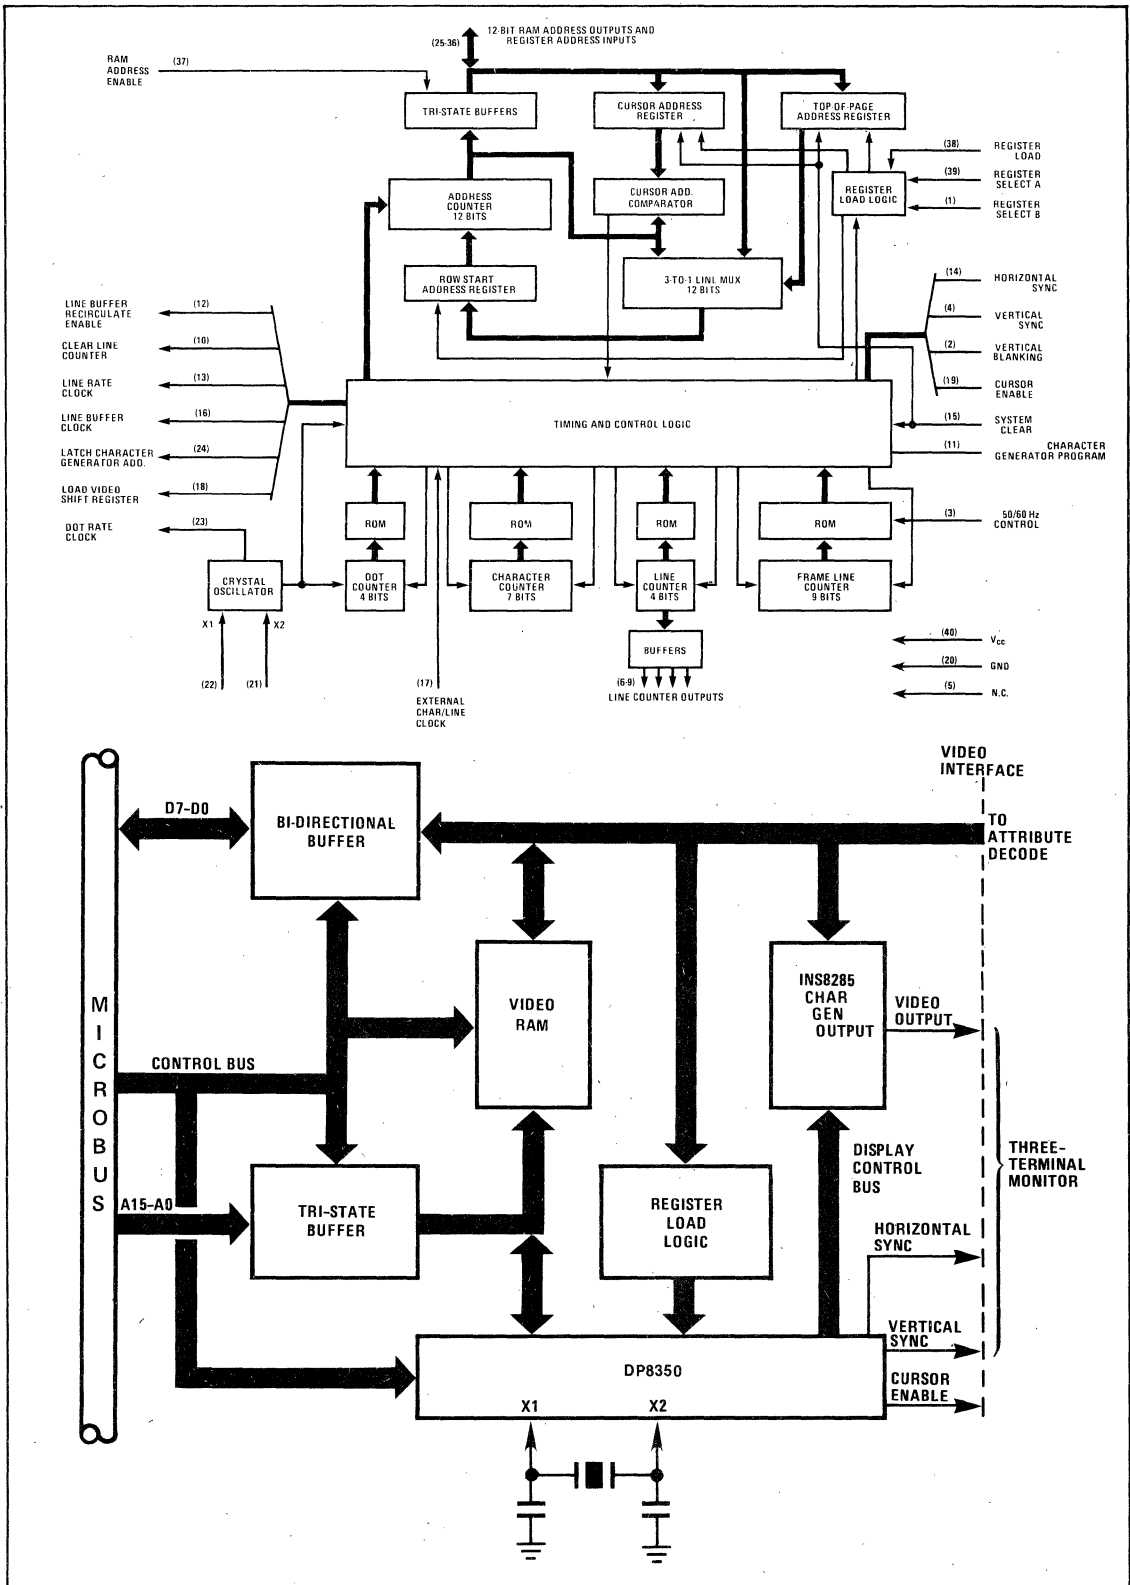 12-BIT RAM ADDRESS OUTPUTS AND
REGISTER ADDRESS INPUTS
(25-36)
RAM
ADDRESS
ENABLE
(37)
TRI-STATE BUFFERS
CURSOR ADDRESS
REGISTER
TOP-OF-PAGE
ADDRESS REGISTER
(38)
REGISTER
LOAD
(39)
REGISTER
SELECT A
(1)
REGISTER
SELECT B
REGISTER
LOAD LOGIC
ADDRESS
COUNTER
12 BITS
CURSOR ADD.
COMPARATOR
ROW START
ADDRESS REGISTER
3-TO-1 LINE MUX
12 BITS
LINE BUFFER
RECIRCULATE
ENABLE
(12)
CLEAR LINE
COUNTER
(10)
LINE RATE
CLOCK
(13)
LINE BUFFER
CLOCK
(16)
LATCH CHARACTER
GENERATOR ADD.
(24)
LOAD VIDEO
SHIFT REGISTER
(18)
DOT RATE
CLOCK
(23)
(14)
HORIZONTAL
SYNC
(4)
VERTICAL
SYNC
(2)
VERTICAL
BLANKING
(19)
CURSOR
ENABLE
(15)
SYSTEM
CLEAR
(11)
CHARACTER
GENERATOR PROGRAM
TIMING AND CONTROL LOGIC
ROM
ROM
ROM
ROM
(3)
50/60 Hz
CONTROL
CRYSTAL
OSCILLATOR
DOT
COUNTER
4 BITS
CHARACTER
COUNTER
7 BITS
LINE
COUNTER
4 BITS
FRAME LINE
COUNTER
9 BITS
X1
X2
(22)
(21)
(17)
EXTERNAL
CHAR/LINE
CLOCK
BUFFERS
(6-9)
LINE COUNTER OUTPUTS
(40)
VCC
(20)
GND
(5)
N.C.
VIDEO
INTERFACE
D7-D0
BI-DIRECTIONAL
BUFFER
TO
ATTRIBUTE
DECODE
MICROBUS
VIDEO
RAM
INS8285
CHAR
GEN
OUTPUT
VIDEO
OUTPUT
CONTROL BUS
DISPLAY
CONTROL
BUS
THREE-
TERMINAL
MONITOR
A15-A0
TRI-STATE
BUFFER
REGISTER
LOAD
LOGIC
HORIZONTAL
SYNC
VERTICAL
SYNC
CURSOR
ENABLE
DP8350
X1
X2